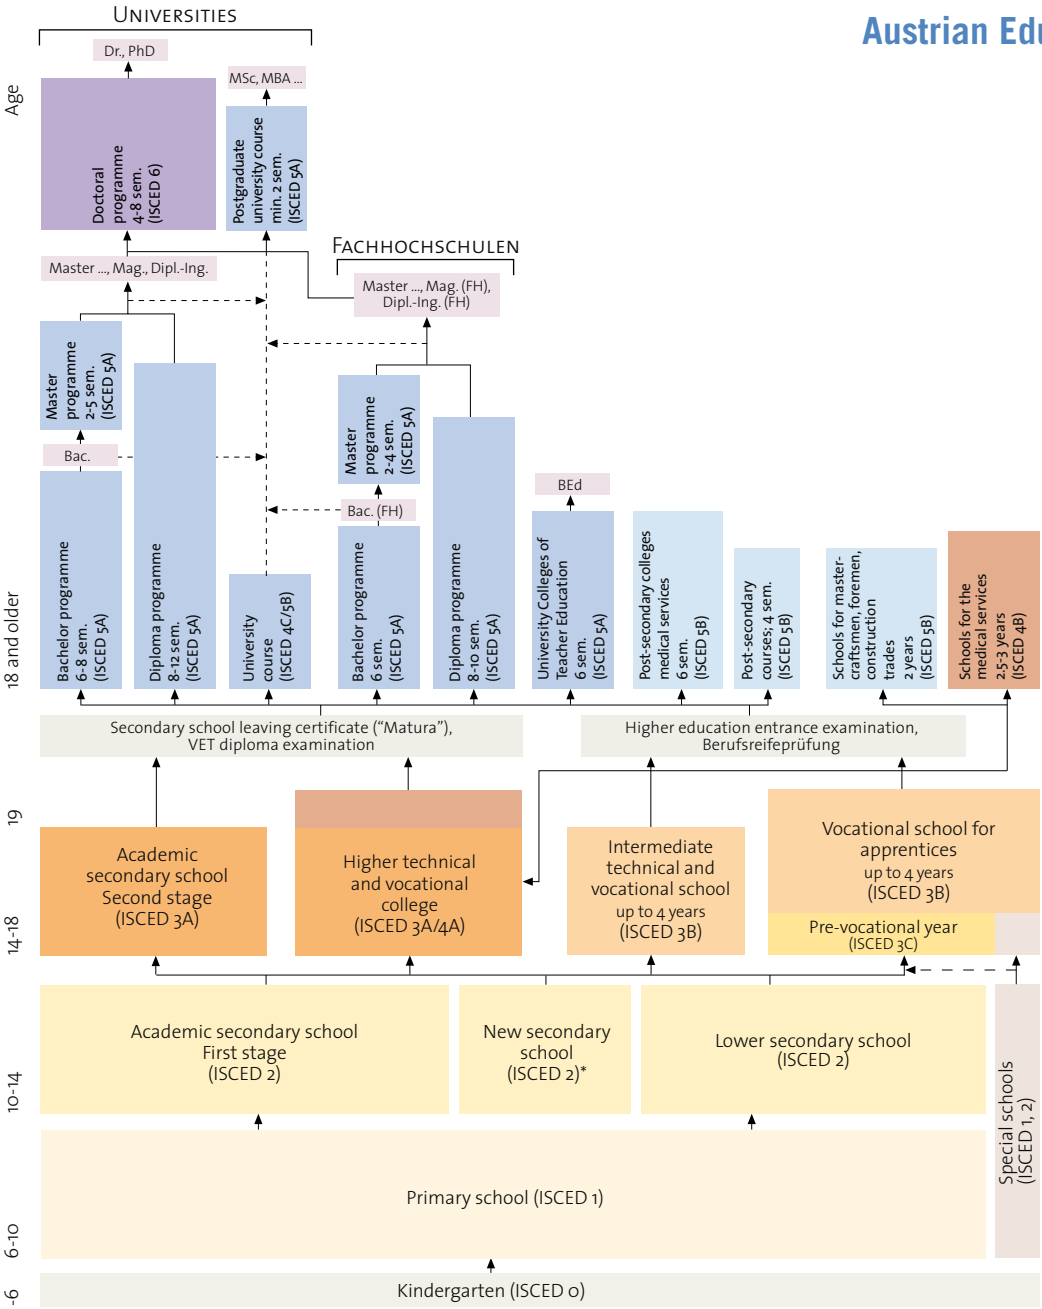 UNIVERSITIES
Austrian Edu
Dr., PhD
MSc, MBA ...
Age
Doctoral
programme
4-8 sem.
(ISCED 6)
Postgraduate
university course
min. 2 sem.
(ISCED 5A)
FACHHOCHSCHULEN
Master ..., Mag., Dipl.-Ing.
Master ..., Mag. (FH),
Dipl.-Ing. (FH)
Master
programme
2-5 sem.
(ISCED 5A)
Master
programme
2-4 sem.
(ISCED 5A)
Bac.
Bac. (FH)
BEd
18 and older
Bachelor programme
6-8 sem.
(ISCED 5A)
Diploma programme
8-12 sem.
(ISCED 5A)
University
course
(ISCED 4C/5B)
Bachelor programme
6 sem.
(ISCED 5A)
Diploma programme
8-10 sem.
(ISCED 5A)
University Colleges of
Teacher Education
6 sem.
(ISCED 5A)
Post-secondary colleges
medical services
6 sem.
(ISCED 5B)
Post-secondary
courses; 4 sem.
(ISCED 5B)
Schools for master-
craftsmen, foremen,
construction
trades
2 years
(ISCED 5B)
Schools for the
medical services
2,5-3 years
(ISCED 4B)
Secondary school leaving certificate (“Matura”),
VET diploma examination
Higher education entrance examination,
Berufsreifeprüfung
19
14-18
Academic
secondary school
Second stage
(ISCED 3A)
Higher technical
and vocational
college
(ISCED 3A/4A)
Intermediate
technical and
vocational school
up to 4 years
(ISCED 3B)
Vocational school for
apprentices
up to 4 years
(ISCED 3B)
Pre-vocational year
(ISCED 3C)
10-14
Academic secondary school
First stage
(ISCED 2)
New secondary
school
(ISCED 2)*
Lower secondary school
(ISCED 2)
Special schools
(ISCED 1, 2)
6-10
Primary school (ISCED 1)
-6
Kindergarten (ISCED 0)